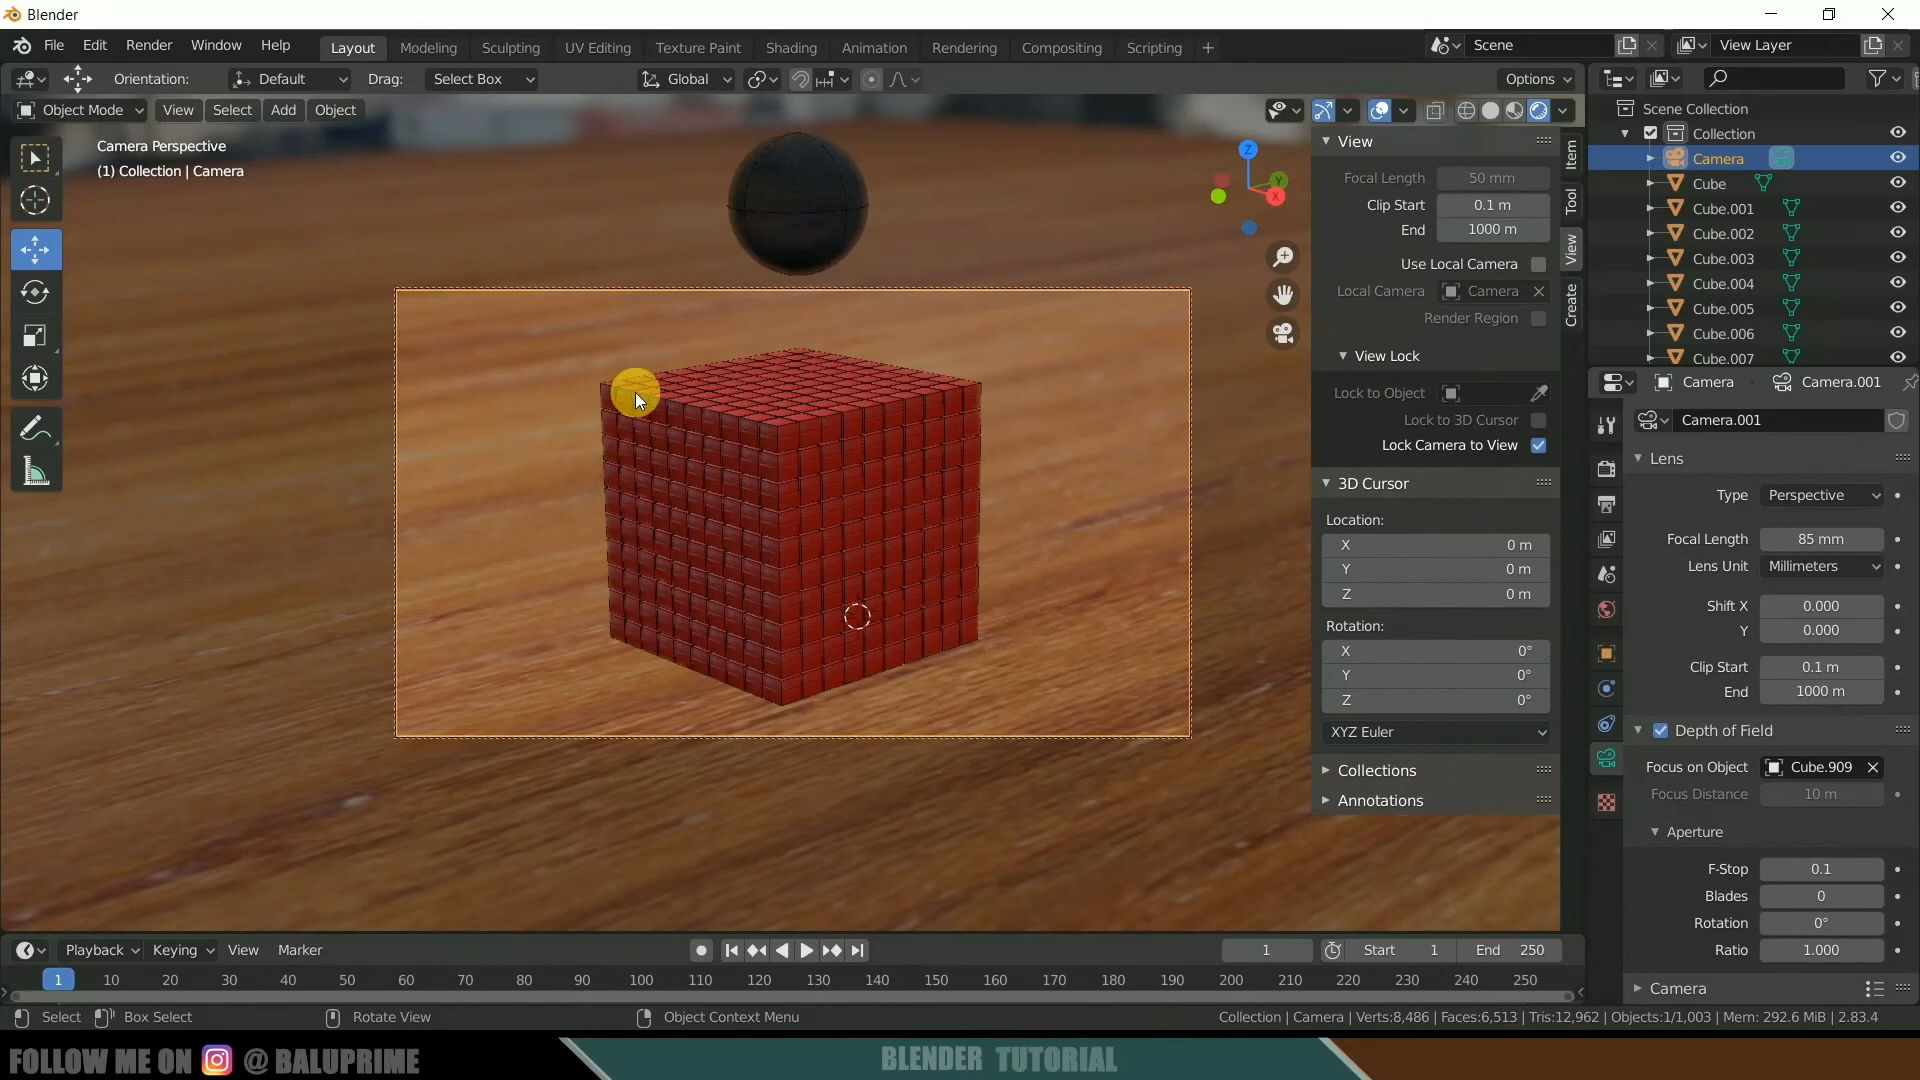 Blender
File Edit Render Window Help Layout Modeling Sculpting UV Editing Texture Paint Shading Animation Rendering Compositing Scripting + Scene View Layer
Orientation: Default Drag: Select Box Global Options
Object Mode View Select Add Object
Camera Perspective
(1) Collection | Camera
Z
Y
X
View
Focal Length 50 mm
Clip Start 0.1 m
End 1000 m
Use Local Camera
Local Camera Camera
Render Region
View Lock
Lock to Object
Lock to 3D Cursor
Lock Camera to View
3D Cursor
Location:
X 0 m
Y 0 m
Z 0 m
Rotation:
X 0°
Y 0°
Z 0°
XYZ Euler
Collections
Annotations
Item
Tool
View
Create
Scene Collection
Collection
Camera
Cube
Cube.001
Cube.002
Cube.003
Cube.004
Cube.005
Cube.006
Cube.007
Camera Camera.001
Camera.001
Lens
Type Perspective
Focal Length 85 mm
Lens Unit Millimeters
Shift X 0.000
Y 0.000
Clip Start 0.1 m
End 1000 m
Depth of Field
Focus on Object Cube.909
Focus Distance 10 m
Aperture
F-Stop 0.1
Blades 0
Rotation 0°
Ratio 1.000
Camera
Playback Keying View Marker 1 Start 1 End 250
1 10 20 30 40 50 60 70 80 90 100 110 120 130 140 150 160 170 180 190 200 210 220 230 240 250
Select Box Select Rotate View Object Context Menu Collection | Camera | Verts:8,486 | Faces:6,513 | Tris:12,962 | Objects:1/1,003 | Mem: 292.6 MiB | 2.83.4
FOLLOW ME ON @ BALUPRIME BLENDER TUTORIAL